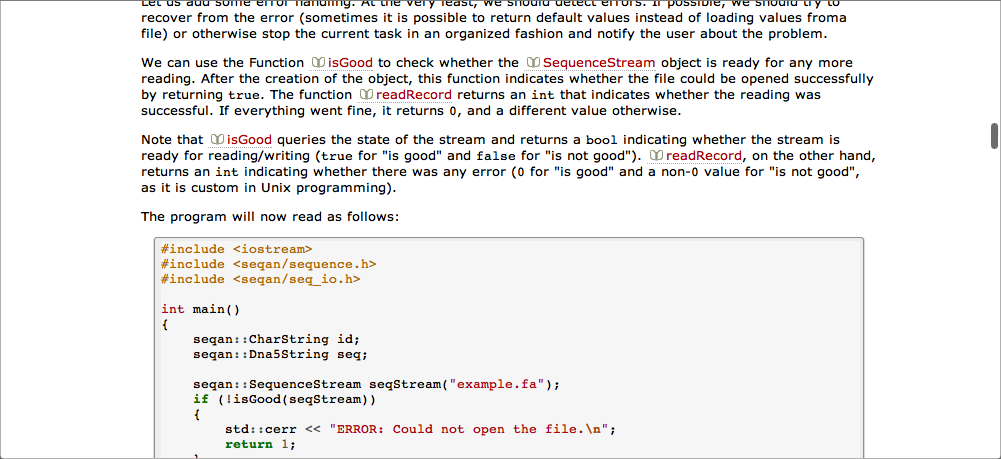 Let us add some error handling. At the very least, we should detect errors. If possible, we should try to
recover from the error (sometimes it is possible to return default values instead of loading values froma
file) or otherwise stop the current task in an organized fashion and notify the user about the problem.
We can use the Function isGood to check whether the SequenceStream object is ready for any more
reading. After the creation of the object, this function indicates whether the file could be opened successfully
by returning true. The function readRecord returns an int that indicates whether the reading was
successful. If everything went fine, it returns 0, and a different value otherwise.
Note that isGood queries the state of the stream and returns a bool indicating whether the stream is
ready for reading/writing (true for "is good" and false for "is not good"). readRecord, on the other hand,
returns an int indicating whether there was any error (0 for "is good" and a non-0 value for "is not good",
as it is custom in Unix programming).
The program will now read as follows:
#include <iostream>
#include <seqan/sequence.h>
#include <seqan/seq_io.h>
int main()
{
seqan::CharString id;
seqan::Dna5String seq;
seqan::SequenceStream seqStream("example.fa");
if (!isGood(seqStream))
{
std::cerr << "ERROR: Could not open the file.\n";
return 1;
}